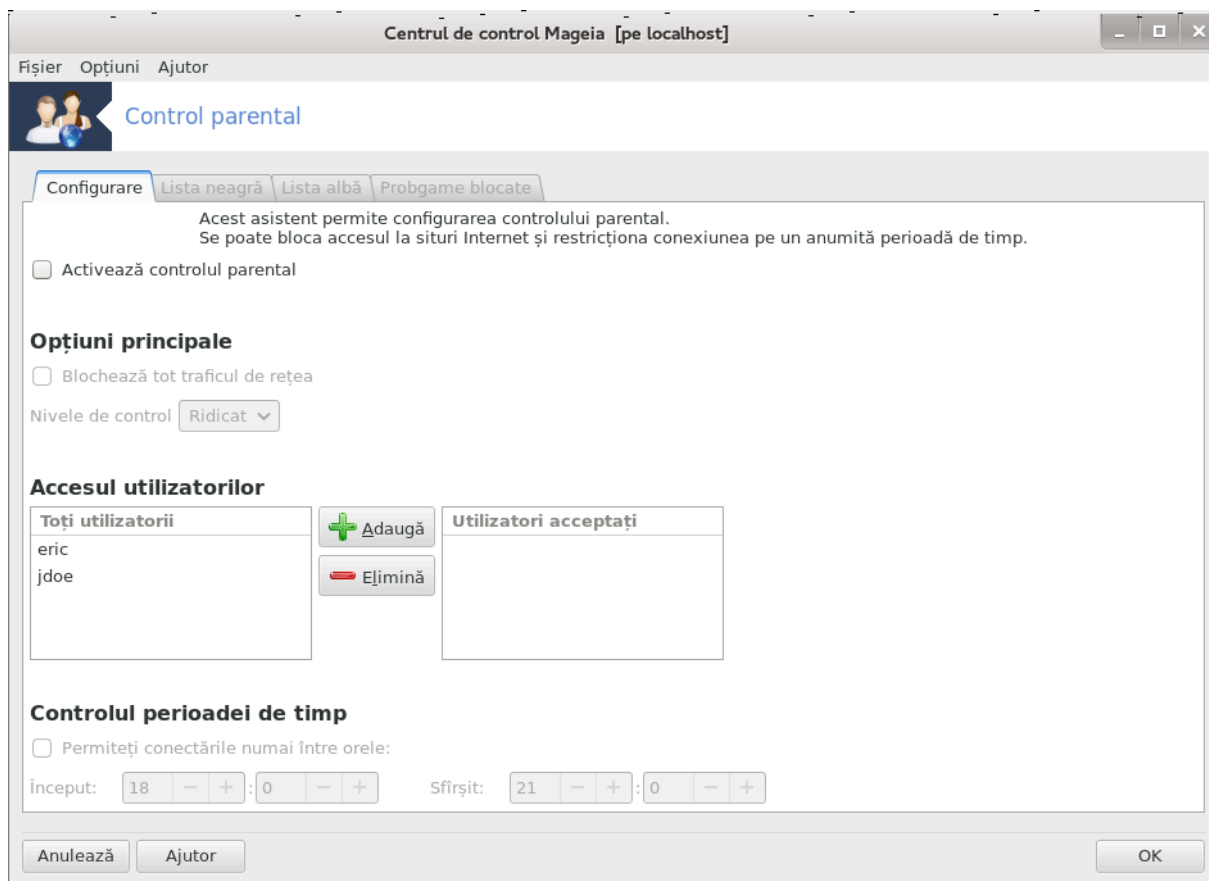 Centrul de control Mageia [pe localhost]
Fișier Opțiuni Ajutor
Control parental
Configurare Lista neagră Lista albă Probgame blocate
Acest asistent permite configurarea controlului parental.
Se poate bloca accesul la situri Internet și restricționa conexiunea pe un anumită perioadă de timp.
Activează controlul parental
Opțiuni principale
Blochează tot traficul de rețea
Nivele de control Ridicat
Accesul utilizatorilor
Toți utilizatorii
eric
jdoe
Adaugă
Elimină
Utilizatori acceptați
Controlul perioadei de timp
Permiteți conectările numai între orele:
Început: 18 − + : 0 − + Sfîrșit: 21 − + : 0 − +
Anulează Ajutor OK